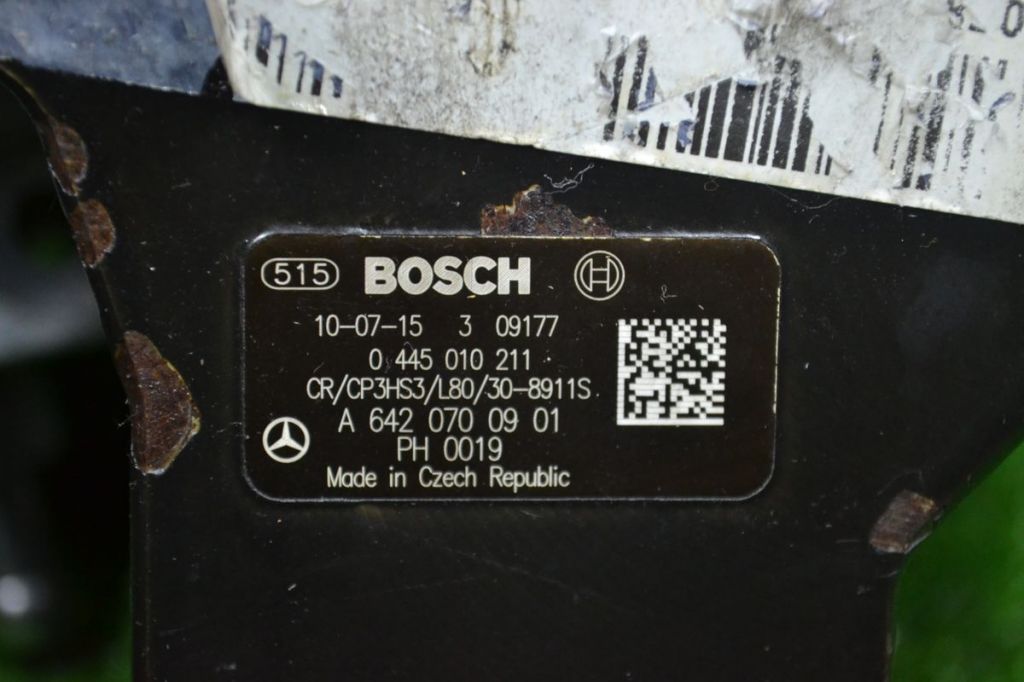 515 BOSCH
10-07-15 3 09177
0 445 010 211
CR/CP3HS3/L80/30-8911S
A 642 070 09 01
PH 0019
Made in Czech Republic